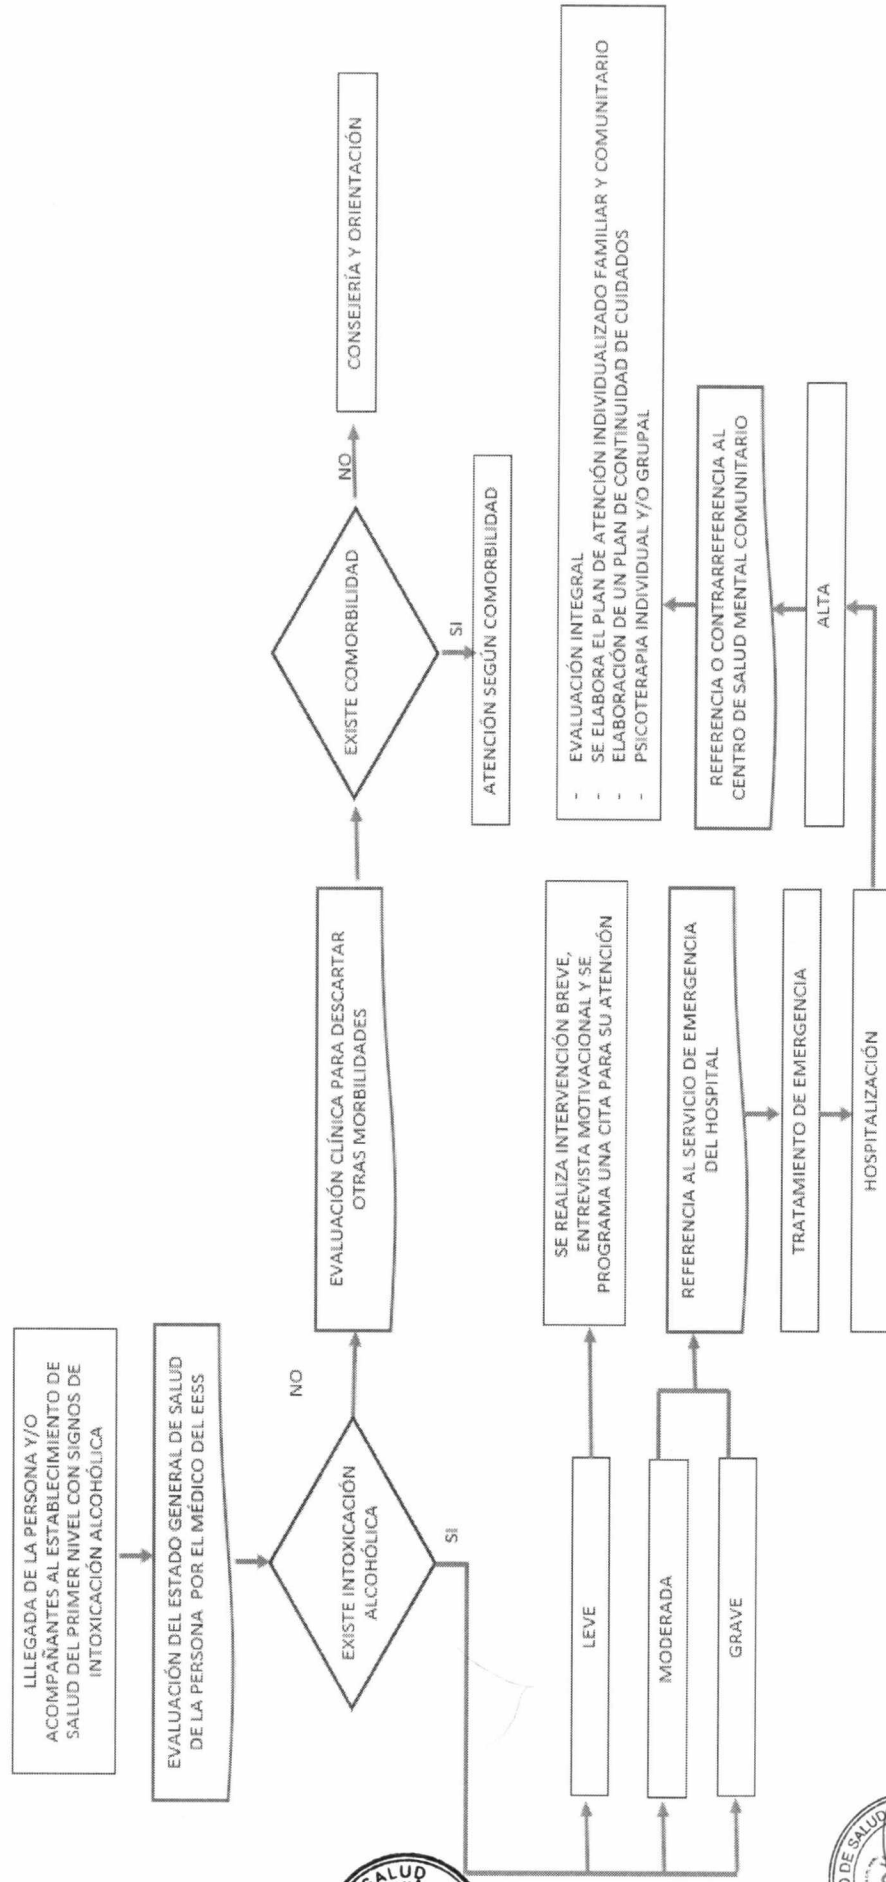 LLLEGADA DE LA PERSONA Y/O
ACOMPAÑANTES AL ESTABLECIMIENTO DE
SALUD DEL PRIMER NIVEL CON SIGNOS DE
INTOXICACIÓN ALCOHÓLICA
EVALUACIÓN DEL ESTADO GENERAL DE SALUD
DE LA PERSONA POR EL MÉDICO DEL EESS
EXISTE INTOXICACIÓN
ALCOHÓLICA
NO
EVALUACIÓN CLÍNICA PARA DESCARTAR
OTRAS MORBILIDADES
EXISTE COMORBILIDAD
NO
CONSEJERÍA Y ORIENTACIÓN
SI
ATENCIÓN SEGÚN COMORBILIDAD
SI
LEVE
SE REALIZA INTERVENCIÓN BREVE,
ENTREVISTA MOTIVACIONAL Y SE
PROGRAMA UNA CITA PARA SU ATENCIÓN
MODERADA
GRAVE
REFERENCIA AL SERVICIO DE EMERGENCIA
DEL HOSPITAL
TRATAMIENTO DE EMERGENCIA
HOSPITALIZACIÓN
ALTA
REFERENCIA O CONTRARREFERENCIA AL
CENTRO DE SALUD MENTAL COMUNITARIO
- EVALUACIÓN INTEGRAL
- SE ELABORA EL PLAN DE ATENCIÓN INDIVIDUALIZADO FAMILIAR Y COMUNITARIO
- ELABORACIÓN DE UN PLAN DE CONTINUIDAD DE CUIDADOS
- PSICOTERAPIA INDIVIDUAL Y/O GRUPAL
SALUD
DE SALUD